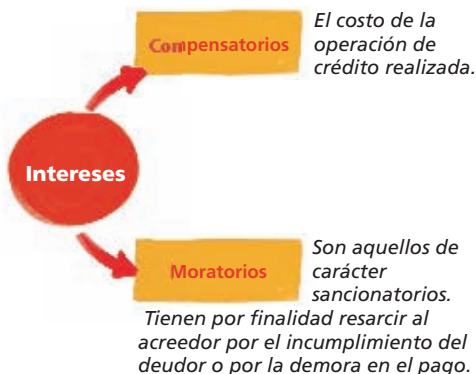 Compensatorios
El costo de la
operación de
crédito realizada.
Intereses
Moratorios
Son aquellos de
carácter
sancionatorios.
Tienen por finalidad resarcir al
acreedor por el incumplimiento del
deudor o por la demora en el pago.